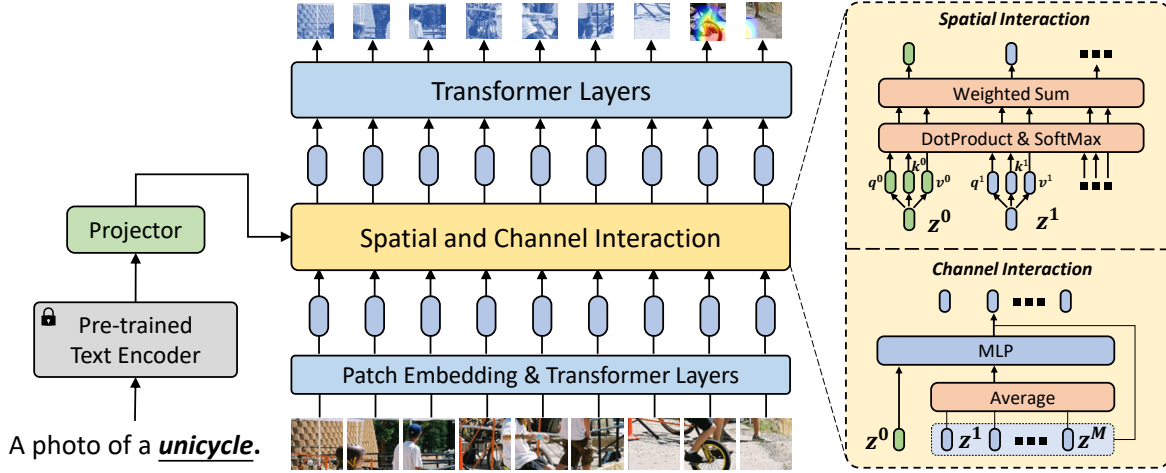 Transformer Layers
Spatial and Channel Interaction
Projector
Pre-trained
Text Encoder
Patch Embedding & Transformer Layers
A photo of a unicycle.
Spatial Interaction
Weighted Sum
DotProduct & SoftMax
q⁰ k⁰ v⁰ q¹ k¹ v¹
z⁰ z¹
Channel Interaction
MLP
Average
z⁰ z¹ zᴹ